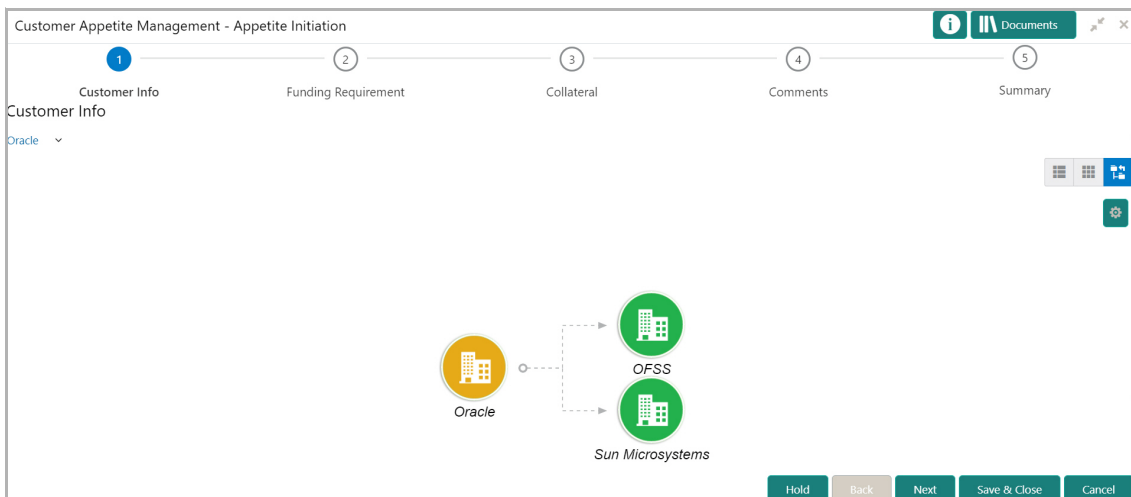 Customer Appetite Management - Appetite Initiation
i Documents
1 2 3 4 5
Customer Info Funding Requirement Collateral Comments Summary
Customer Info
Oracle
OFSS
Oracle
Sun Microsystems
Hold Back Next Save & Close Cancel